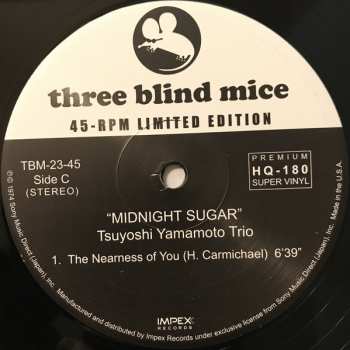 three blind mice
45-RPM LIMITED EDITION
TBM-23-45
Side C
(STEREO)
PREMIUM
HQ-180
SUPER VINYL
"MIDNIGHT SUGAR"
Tsuyoshi Yamamoto Trio
1. The Nearness of You (H. Carmichael) 6'39"
IMPEX
RECORDS
℗ © 1974 Sony Music Direct (Japan), Inc. Manufactured and distributed by Impex Records under exclusive license from Sony Music Direct (Japan), Inc. Made in the U.S.A.